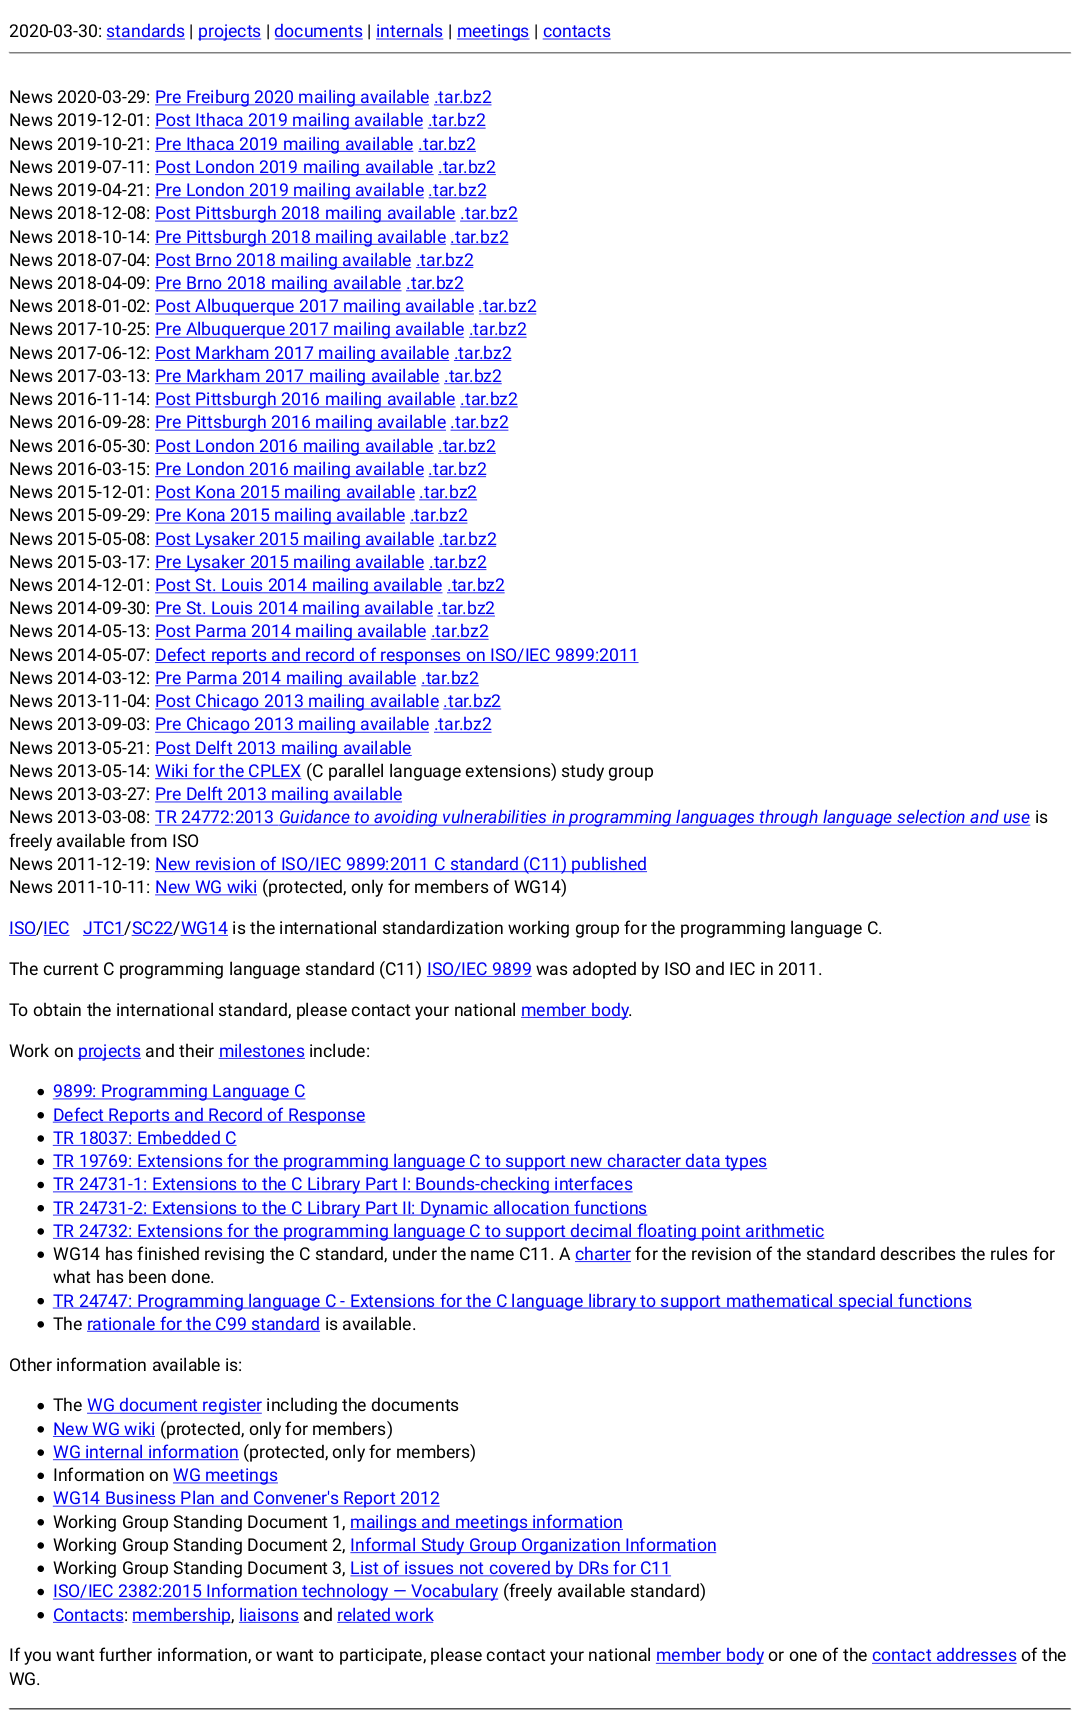 2020-03-30: standards | projects | documents | internals | meetings | contacts
News 2020-03-29: Pre Freiburg 2020 mailing available .tar.bz2
News 2019-12-01: Post Ithaca 2019 mailing available .tar.bz2
News 2019-10-21: Pre Ithaca 2019 mailing available .tar.bz2
News 2019-07-11: Post London 2019 mailing available .tar.bz2
News 2019-04-21: Pre London 2019 mailing available .tar.bz2
News 2018-12-08: Post Pittsburgh 2018 mailing available .tar.bz2
News 2018-10-14: Pre Pittsburgh 2018 mailing available .tar.bz2
News 2018-07-04: Post Brno 2018 mailing available .tar.bz2
News 2018-04-09: Pre Brno 2018 mailing available .tar.bz2
News 2018-01-02: Post Albuquerque 2017 mailing available .tar.bz2
News 2017-10-25: Pre Albuquerque 2017 mailing available .tar.bz2
News 2017-06-12: Post Markham 2017 mailing available .tar.bz2
News 2017-03-13: Pre Markham 2017 mailing available .tar.bz2
News 2016-11-14: Post Pittsburgh 2016 mailing available .tar.bz2
News 2016-09-28: Pre Pittsburgh 2016 mailing available .tar.bz2
News 2016-05-30: Post London 2016 mailing available .tar.bz2
News 2016-03-15: Pre London 2016 mailing available .tar.bz2
News 2015-12-01: Post Kona 2015 mailing available .tar.bz2
News 2015-09-29: Pre Kona 2015 mailing available .tar.bz2
News 2015-05-08: Post Lysaker 2015 mailing available .tar.bz2
News 2015-03-17: Pre Lysaker 2015 mailing available .tar.bz2
News 2014-12-01: Post St. Louis 2014 mailing available .tar.bz2
News 2014-09-30: Pre St. Louis 2014 mailing available .tar.bz2
News 2014-05-13: Post Parma 2014 mailing available .tar.bz2
News 2014-05-07: Defect reports and record of responses on ISO/IEC 9899:2011
News 2014-03-12: Pre Parma 2014 mailing available .tar.bz2
News 2013-11-04: Post Chicago 2013 mailing available .tar.bz2
News 2013-09-03: Pre Chicago 2013 mailing available .tar.bz2
News 2013-05-21: Post Delft 2013 mailing available
News 2013-05-14: Wiki for the CPLEX (C parallel language extensions) study group
News 2013-03-27: Pre Delft 2013 mailing available
News 2013-03-08: TR 24772:2013 Guidance to avoiding vulnerabilities in programming languages through language selection and use is
freely available from ISO
News 2011-12-19: New revision of ISO/IEC 9899:2011 C standard (C11) published
News 2011-10-11: New WG wiki (protected, only for members of WG14)
ISO/IEC JTC1/SC22/WG14 is the international standardization working group for the programming language C.
The current C programming language standard (C11) ISO/IEC 9899 was adopted by ISO and IEC in 2011.
To obtain the international standard, please contact your national member body.
Work on projects and their milestones include:
• 9899: Programming Language C
• Defect Reports and Record of Response
• TR 18037: Embedded C
• TR 19769: Extensions for the programming language C to support new character data types
• TR 24731-1: Extensions to the C Library Part I: Bounds-checking interfaces
• TR 24731-2: Extensions to the C Library Part II: Dynamic allocation functions
• TR 24732: Extensions for the programming language C to support decimal floating point arithmetic
• WG14 has finished revising the C standard, under the name C11. A charter for the revision of the standard describes the rules for
what has been done.
• TR 24747: Programming language C - Extensions for the C language library to support mathematical special functions
• The rationale for the C99 standard is available.
Other information available is:
• The WG document register including the documents
• New WG wiki (protected, only for members)
• WG internal information (protected, only for members)
• Information on WG meetings
• WG14 Business Plan and Convener's Report 2012
• Working Group Standing Document 1, mailings and meetings information
• Working Group Standing Document 2, Informal Study Group Organization Information
• Working Group Standing Document 3, List of issues not covered by DRs for C11
• ISO/IEC 2382:2015 Information technology — Vocabulary (freely available standard)
• Contacts: membership, liaisons and related work
If you want further information, or want to participate, please contact your national member body or one of the contact addresses of the
WG.